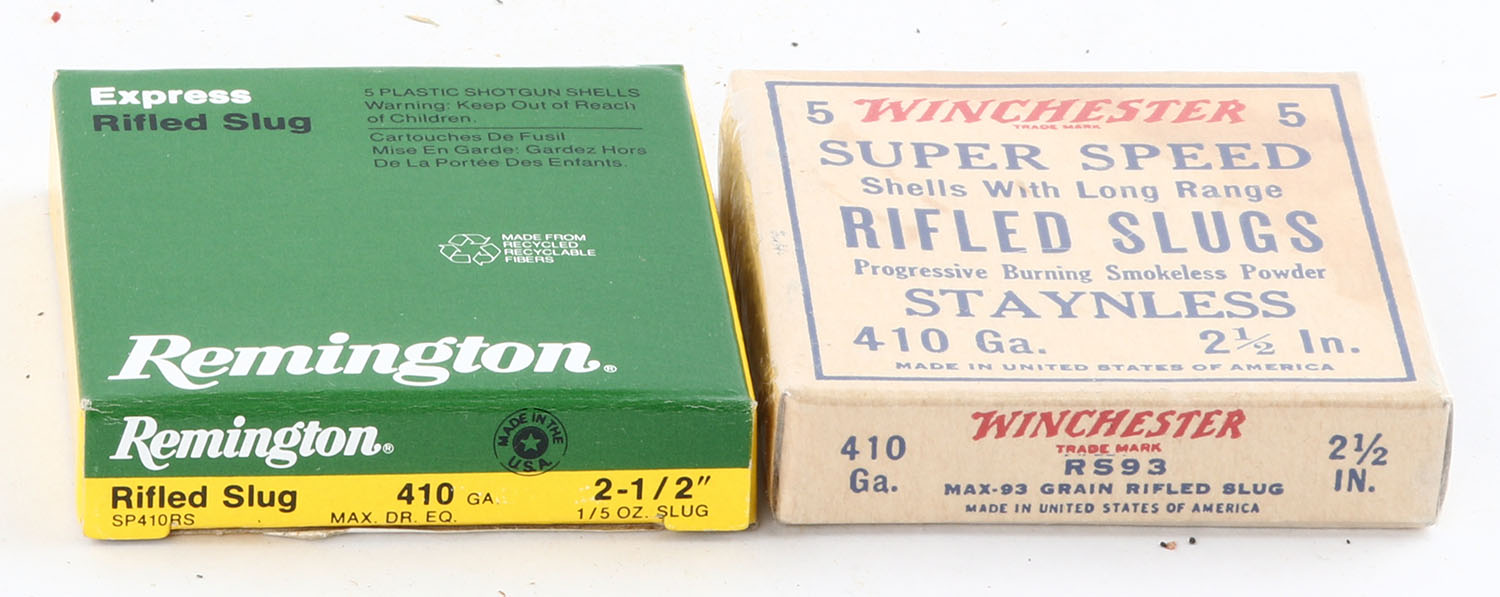 Express
Rifled Slug
5 PLASTIC SHOTGUN SHELLS
Warning: Keep Out of Reach
of Children.
Cartouches De Fusil
Mise En Garde: Gardez Hors
De La Portée Des Enfants.
MADE FROM
RECYCLED
RECYCLABLE
FIBERS
Remington®
Remington®
MADE IN THE
U.S.A.
Rifled Slug 410 GA. 2-1/2"
SP410RS MAX. DR. EQ. 1/5 OZ. SLUG
5 WINCHESTER 5
TRADE MARK
SUPER SPEED
Shells With Long Range
RIFLED SLUGS
Progressive Burning Smokeless Powder
STAYNLESS
410 Ga. 2½ In.
MADE IN UNITED STATES OF AMERICA
WINCHESTER
TRADE MARK
410 Ga.
RS93
2½ IN.
MAX-93 GRAIN RIFLED SLUG
MADE IN UNITED STATES OF AMERICA